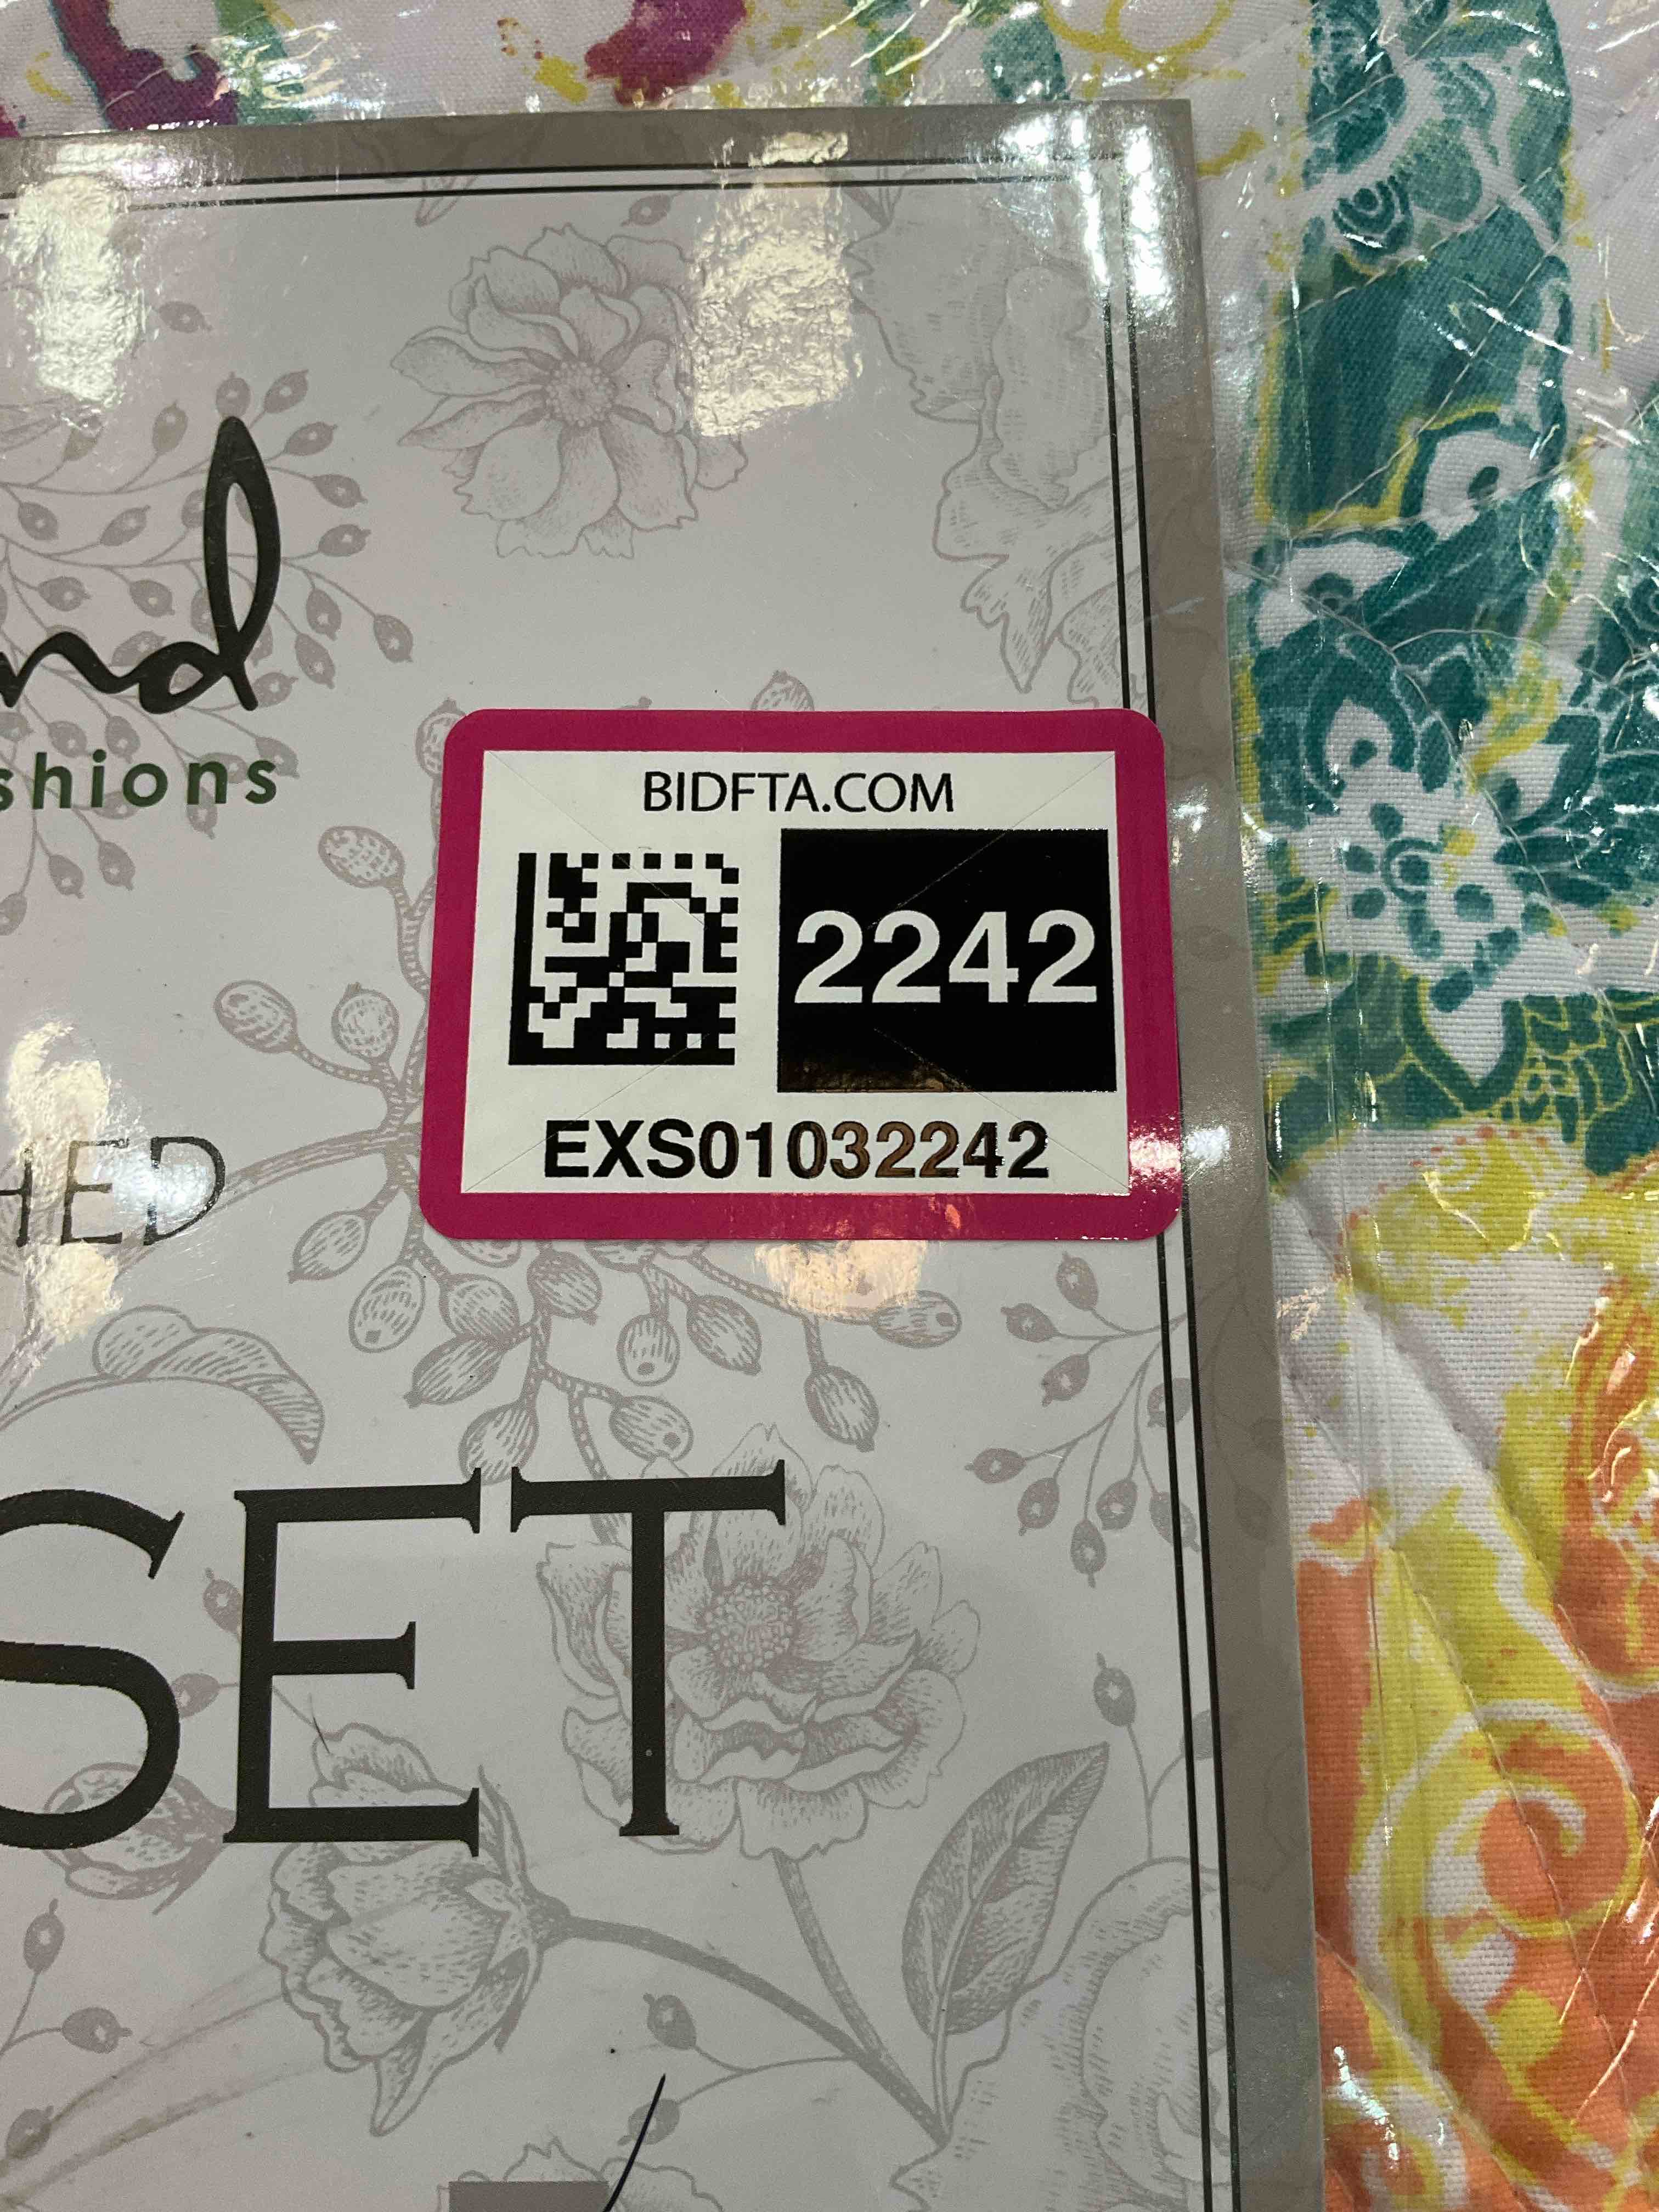 nd
shions
BIDFTA.COM
2242
EXS01032242
HED
SET